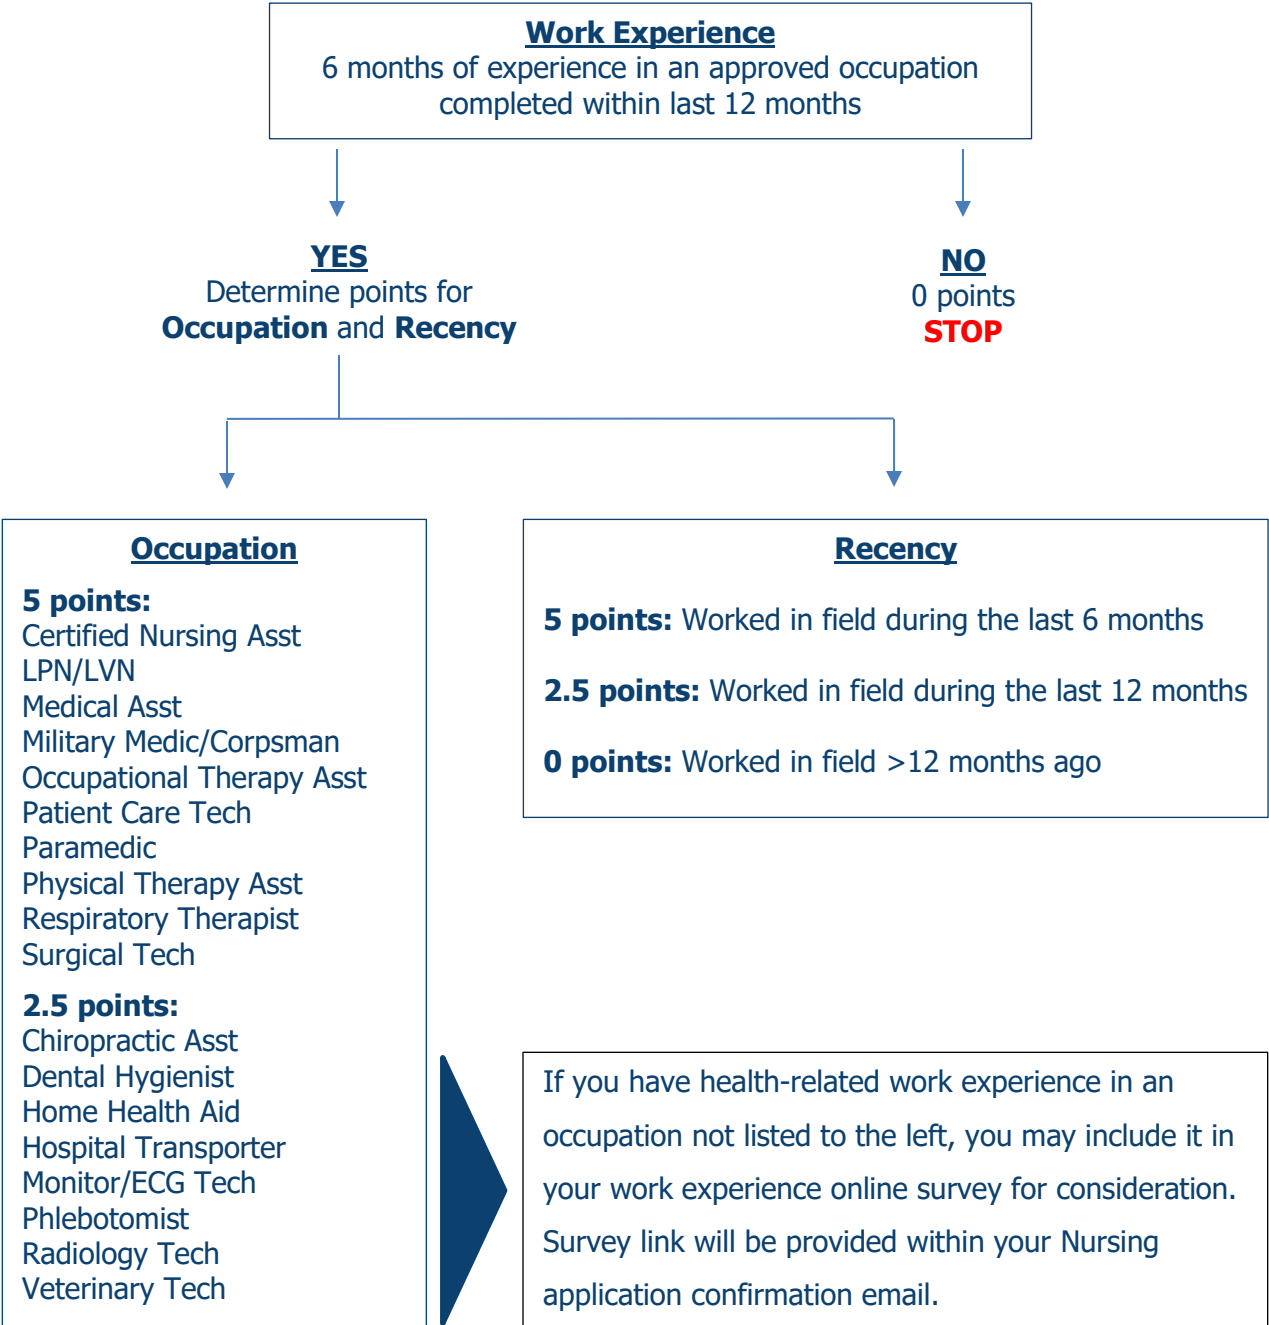 Work Experience
6 months of experience in an approved occupation
completed within last 12 months
YES
Determine points for
Occupation and Recency
NO
0 points
STOP
Occupation
5 points:
Certified Nursing Asst
LPN/LVN
Medical Asst
Military Medic/Corpsman
Occupational Therapy Asst
Patient Care Tech
Paramedic
Physical Therapy Asst
Respiratory Therapist
Surgical Tech
2.5 points:
Chiropractic Asst
Dental Hygienist
Home Health Aid
Hospital Transporter
Monitor/ECG Tech
Phlebotomist
Radiology Tech
Veterinary Tech
Recency
5 points: Worked in field during the last 6 months
2.5 points: Worked in field during the last 12 months
0 points: Worked in field >12 months ago
If you have health-related work experience in an
occupation not listed to the left, you may include it in
your work experience online survey for consideration.
Survey link will be provided within your Nursing
application confirmation email.